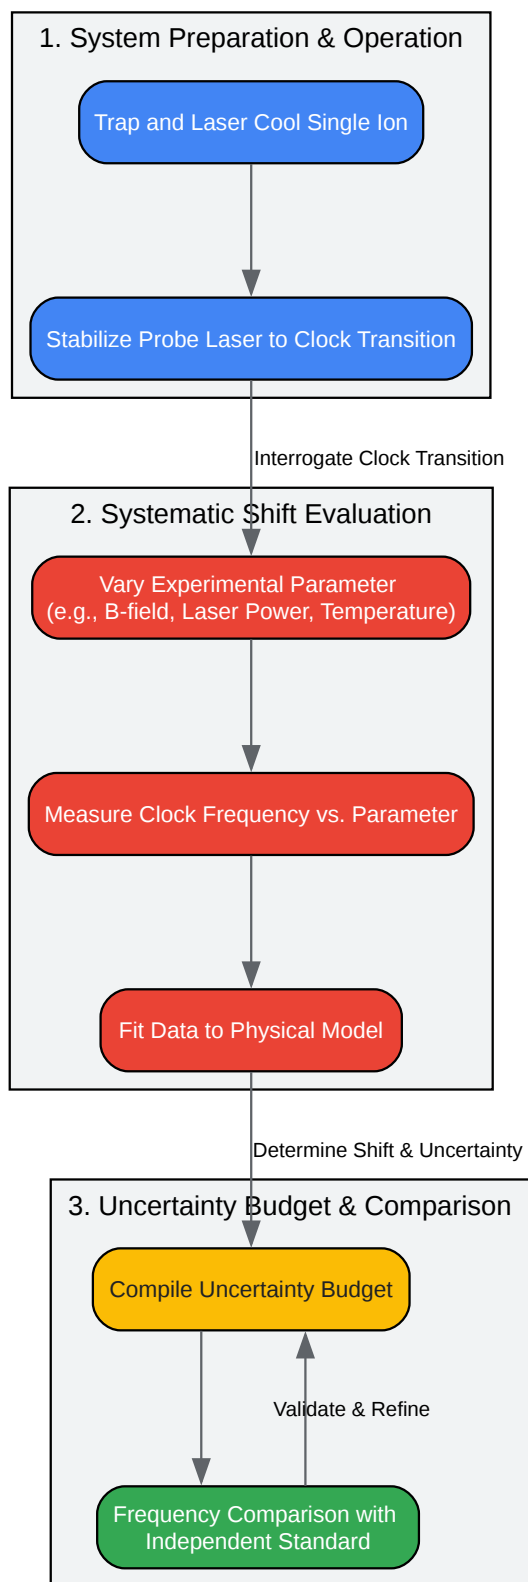 1. System Preparation & Operation
Trap and Laser Cool Single Ion
Stabilize Probe Laser to Clock Transition
Interrogate Clock Transition
2. Systematic Shift Evaluation
Vary Experimental Parameter
(e.g., B-field, Laser Power, Temperature)
Measure Clock Frequency vs. Parameter
Fit Data to Physical Model
Determine Shift & Uncertainty
3. Uncertainty Budget & Comparison
Compile Uncertainty Budget
Validate & Refine
Frequency Comparison with
Independent Standard